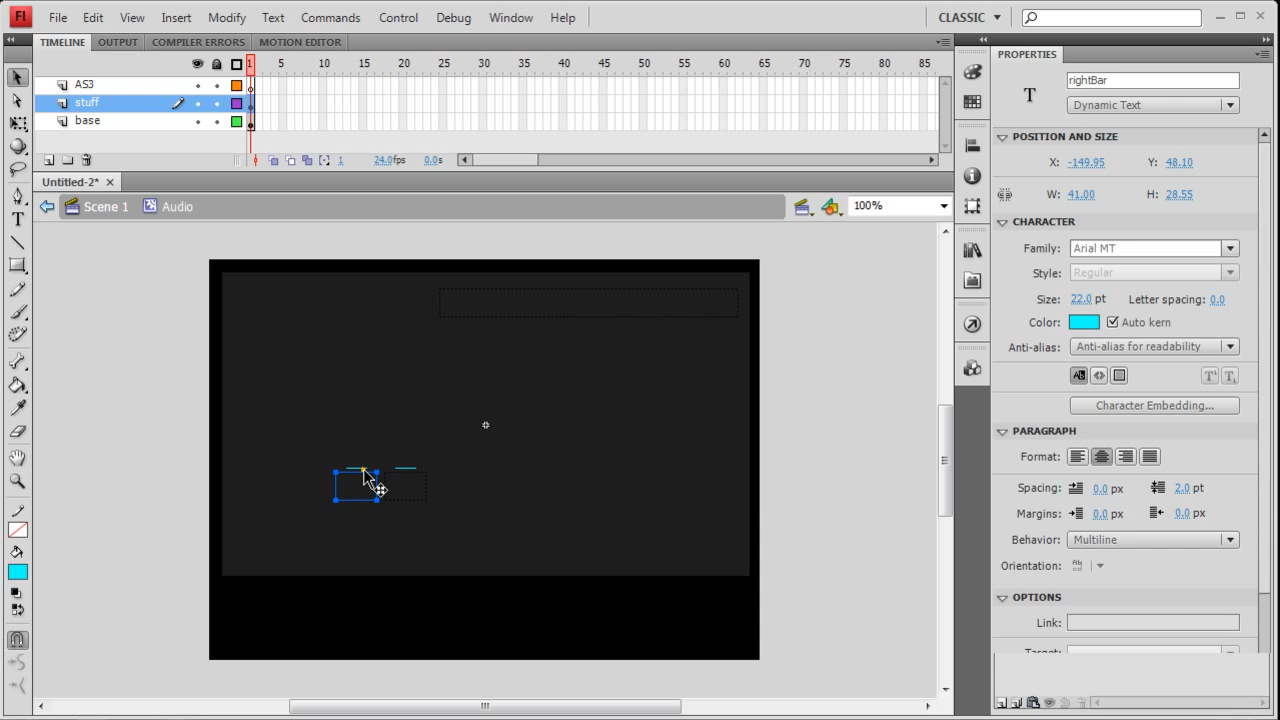 Fl File Edit View Insert Modify Text Commands Control Debug Window Help CLASSIC
TIMELINE OUTPUT COMPILER ERRORS MOTION EDITOR
1 5 10 15 20 25 30 35 40 45 50 55 60 65 70 75 80 85
AS3
stuff
base
1 24.0fps 0.0s
Untitled-2*
Scene 1 Audio 100%
PROPERTIES
rightBar
T
Dynamic Text
POSITION AND SIZE
X: -149.95 Y: 48.10
W: 41.00 H: 28.55
CHARACTER
Family: Arial MT
Style: Regular
Size: 22.0 pt Letter spacing: 0.0
Color: Auto kern
Anti-alias: Anti-alias for readability
Character Embedding...
PARAGRAPH
Format:
Spacing: 0.0 px 2.0 pt
Margins: 0.0 px 0.0 px
Behavior: Multiline
Orientation:
OPTIONS
Link:
Target: